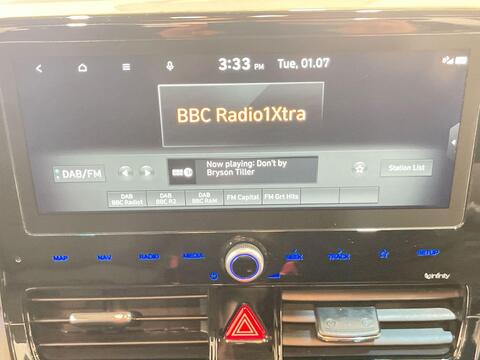 3:33 PM Tue, 01.07
BBC Radio1Xtra
DAB/FM
Now playing: Don't by
Bryson Tiller
Station List
DAB
BBC Radio1
DAB
BBC R2
DAB
BBC R4M
FM Capital
FM Grt Hits
MAP NAV RADIO MEDIA SEEK TRACK SETUP
infinity